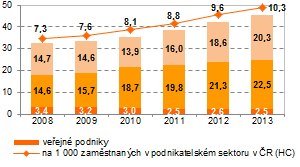 50
40
30
20
10
0
7,3 7,6 8,1 8,8 9,6 10,3
14,7 14,6 13,9 16,0 18,6 20,3
14,6 15,7 18,7 19,8 21,3 22,5
3,4 3,2 3,0 2,5 2,6 2,5
2008 2009 2010 2011 2012 2013
veřejné podniky
na 1 000 zaměstnaných v podnikatelském sektoru v ČR (HC)